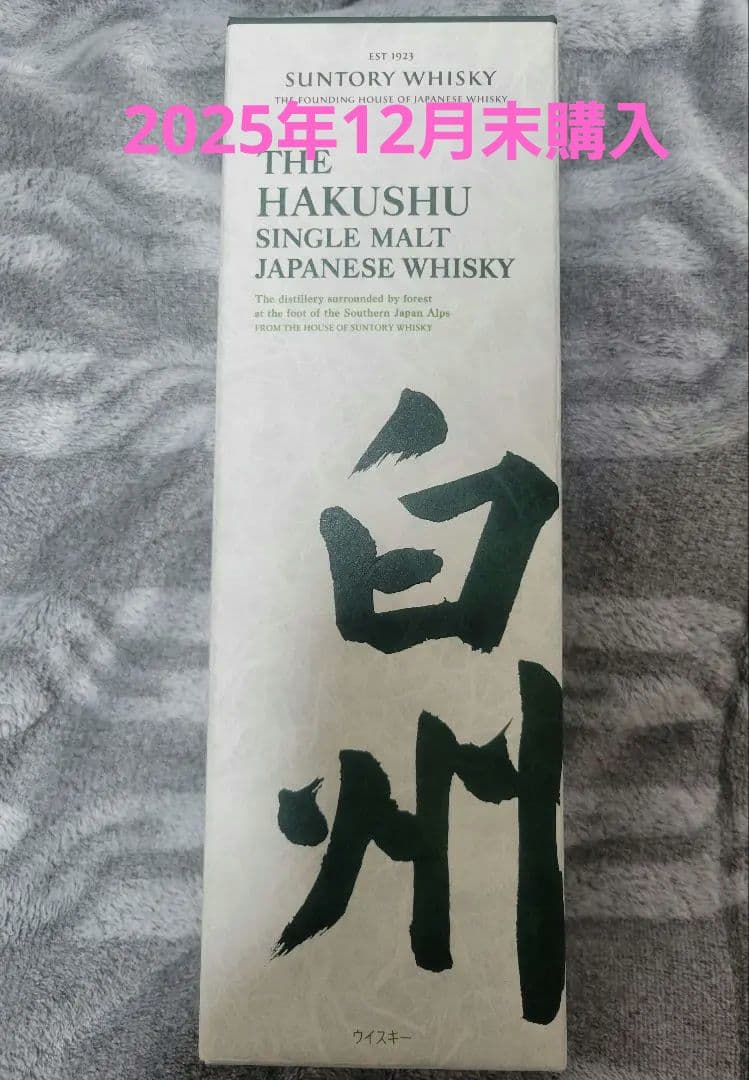 EST 1923
SUNTORY WHISKY
THE FOUNDING HOUSE OF JAPANESE WHISKY
2025年12月末購入
THE
HAKUSHU
SINGLE MALT
JAPANESE WHISKY
The distillery surrounded by forest
at the foot of the Southern Japan Alps
FROM THE HOUSE OF SUNTORY WHISKY
白州
ウイスキー